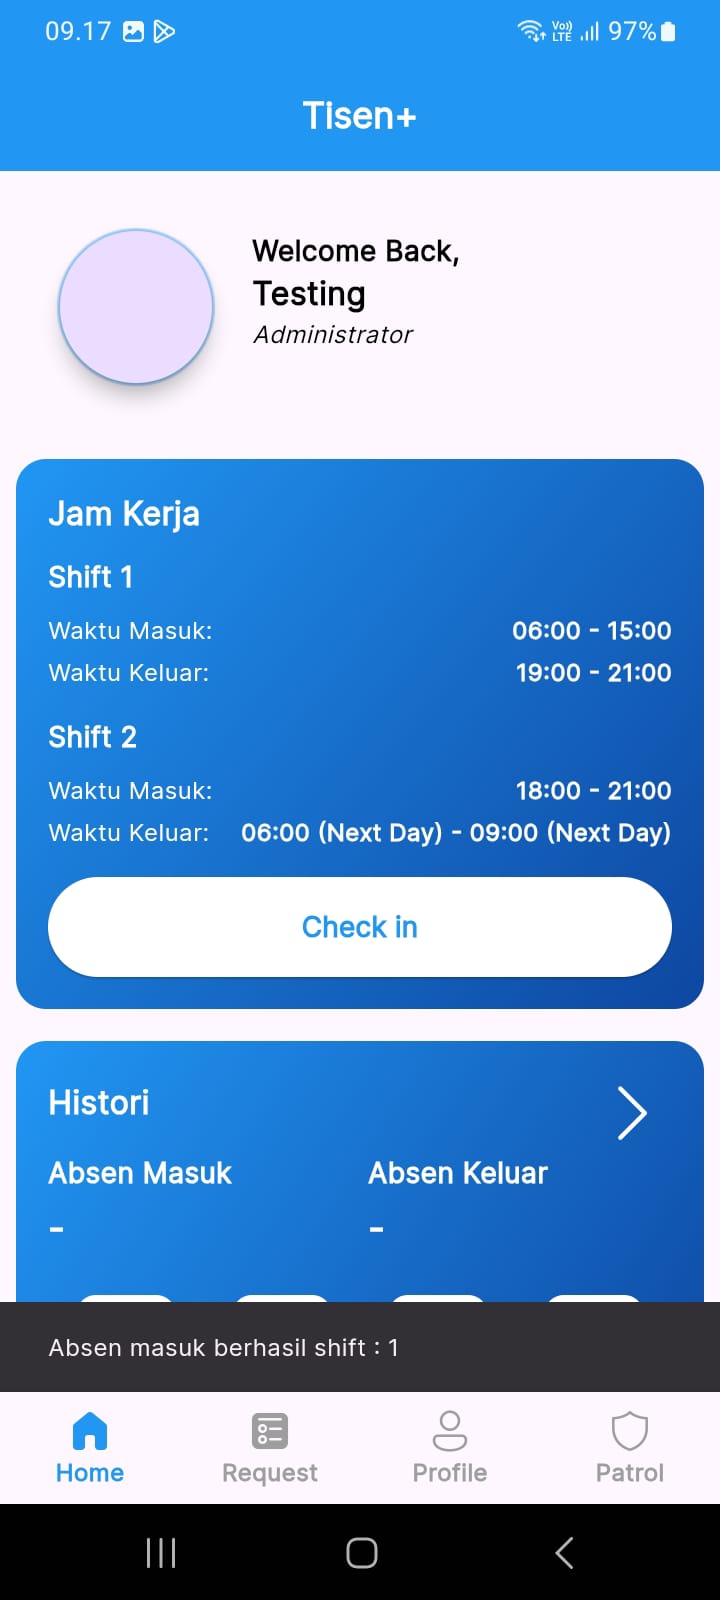 09.17
Vo)) LTE 97%
Tisen+
Welcome Back,
Testing
Administrator
Jam Kerja
Shift 1
Waktu Masuk: 06:00 - 15:00
Waktu Keluar: 19:00 - 21:00
Shift 2
Waktu Masuk: 18:00 - 21:00
Waktu Keluar: 06:00 (Next Day) - 09:00 (Next Day)
Check in
Histori
Absen Masuk Absen Keluar
- -
Absen masuk berhasil shift : 1
Home Request Profile Patrol